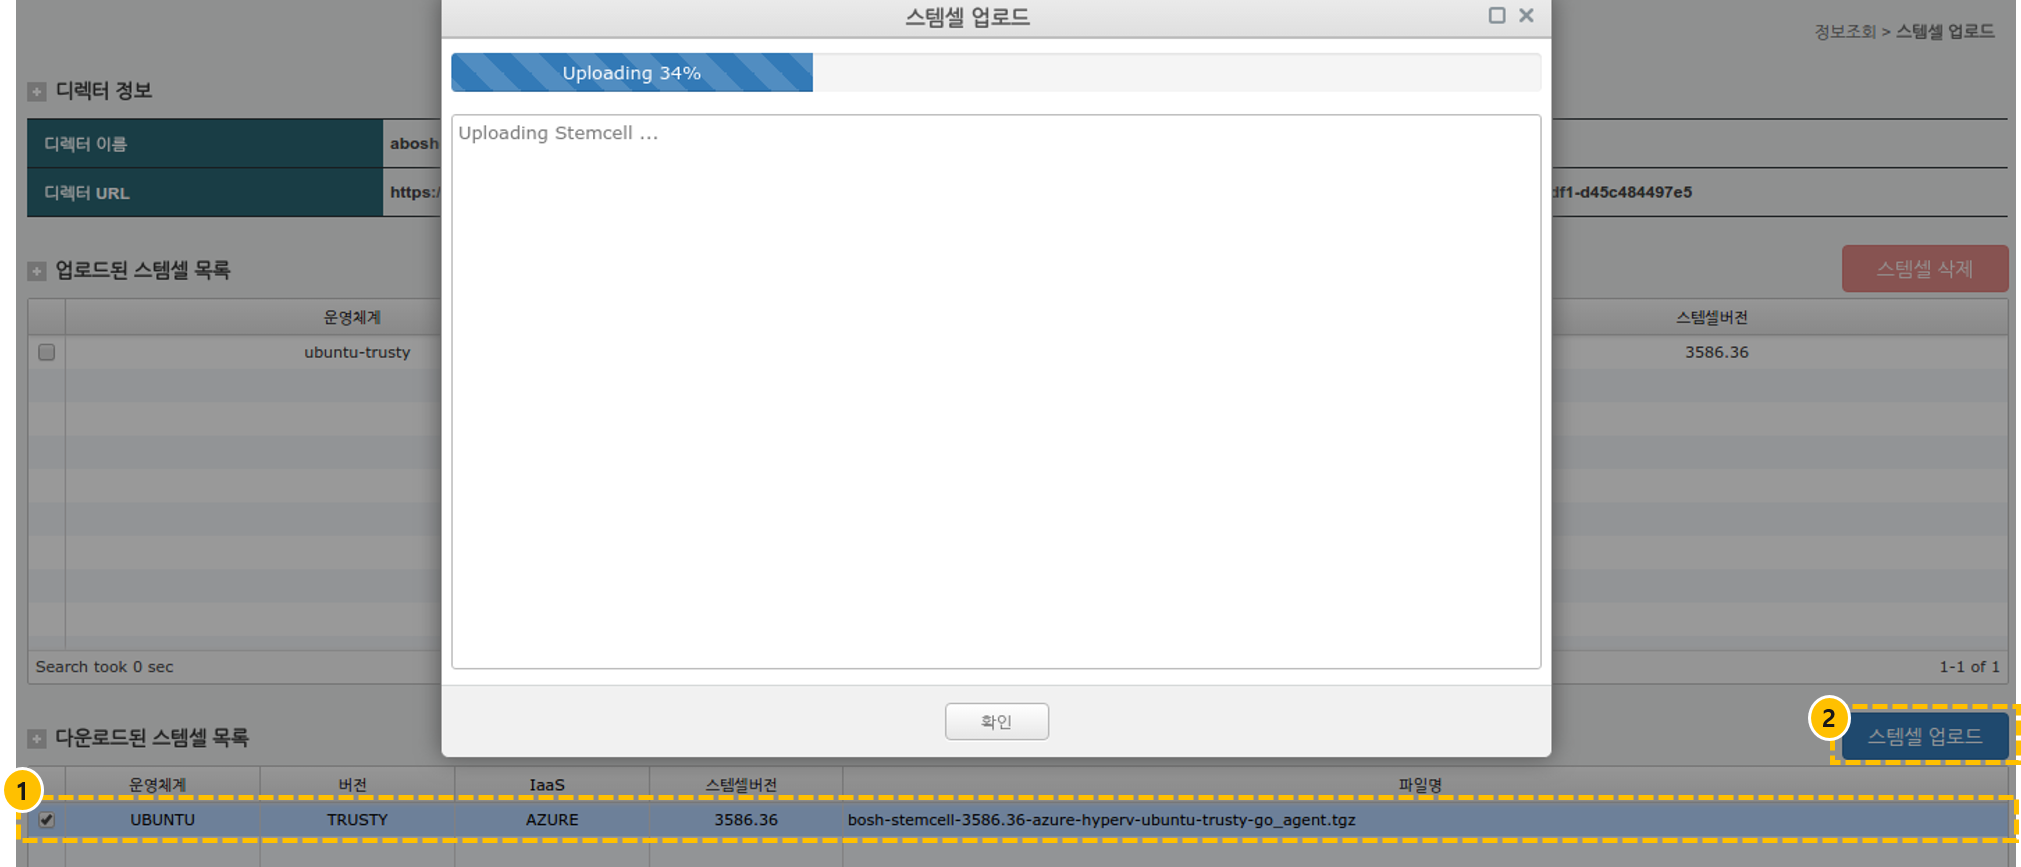 스템셀 업로드
정보조회 > 스템셀 업로드
Uploading 34%
Uploading Stemcell ...
디렉터 정보
디렉터 이름 abosh
디렉터 URL https:/ df1-d45c484497e5
업로드된 스템셀 목록 스템셀 삭제
운영체계 스템셀버전
ubuntu-trusty 3586.36
Search took 0 sec 1-1 of 1
확인
다운로드된 스템셀 목록 2 스템셀 업로드
1 운영체계 버전 IaaS 스템셀버전 파일명
UBUNTU TRUSTY AZURE 3586.36 bosh-stemcell-3586.36-azure-hyperv-ubuntu-trusty-go_agent.tgz